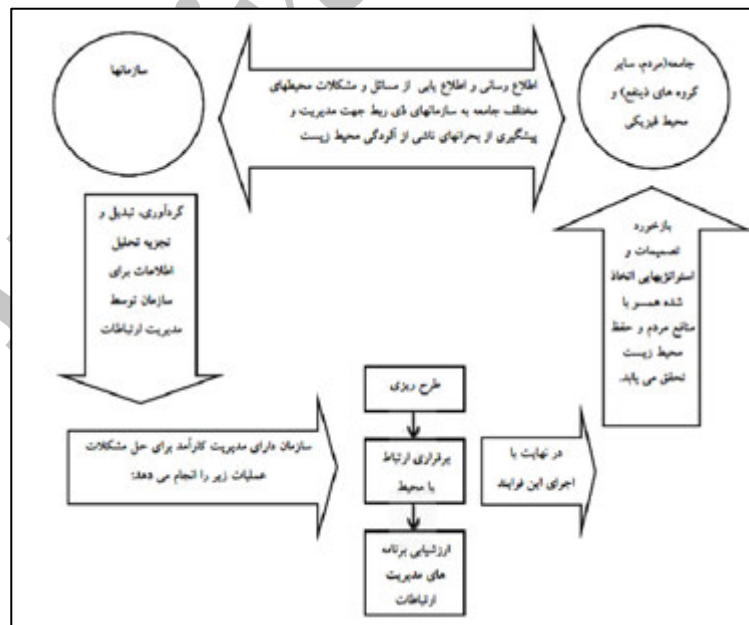 جامعه(مردم، سایر
گروه های ذینفع) و
محیط فیزیکی
اطلاع رسانی و اطلاع یابی از مسائل و مشکلات محیطهای
مختلف جامعه به سازمانهای ذی ربط جهت مدیریت و
پیشگیری از بحرانهای ناشی از آلودگی محیط زیست
سازمانها
گردآوری، تبدیل و
تجزیه تحلیل
اطلاعات برای
سازمان توسط
مدیریت ارتباطات
سازمان دارای مدیریت کارآمد برای حل مشکلات
عملیات زیر را انجام می دهد:
طرح ریزی
برقراری ارتباط
با محیط
ارزشیابی برنامه
های مدیریت
ارتباطات
در نهایت با
اجرای این فرایند
بازخورد
تصمیمات و
استراتژیهایی اتخاذ
شده همسر با
منافع مردم و حفظ
محیط زیست
تحقق می یابد.